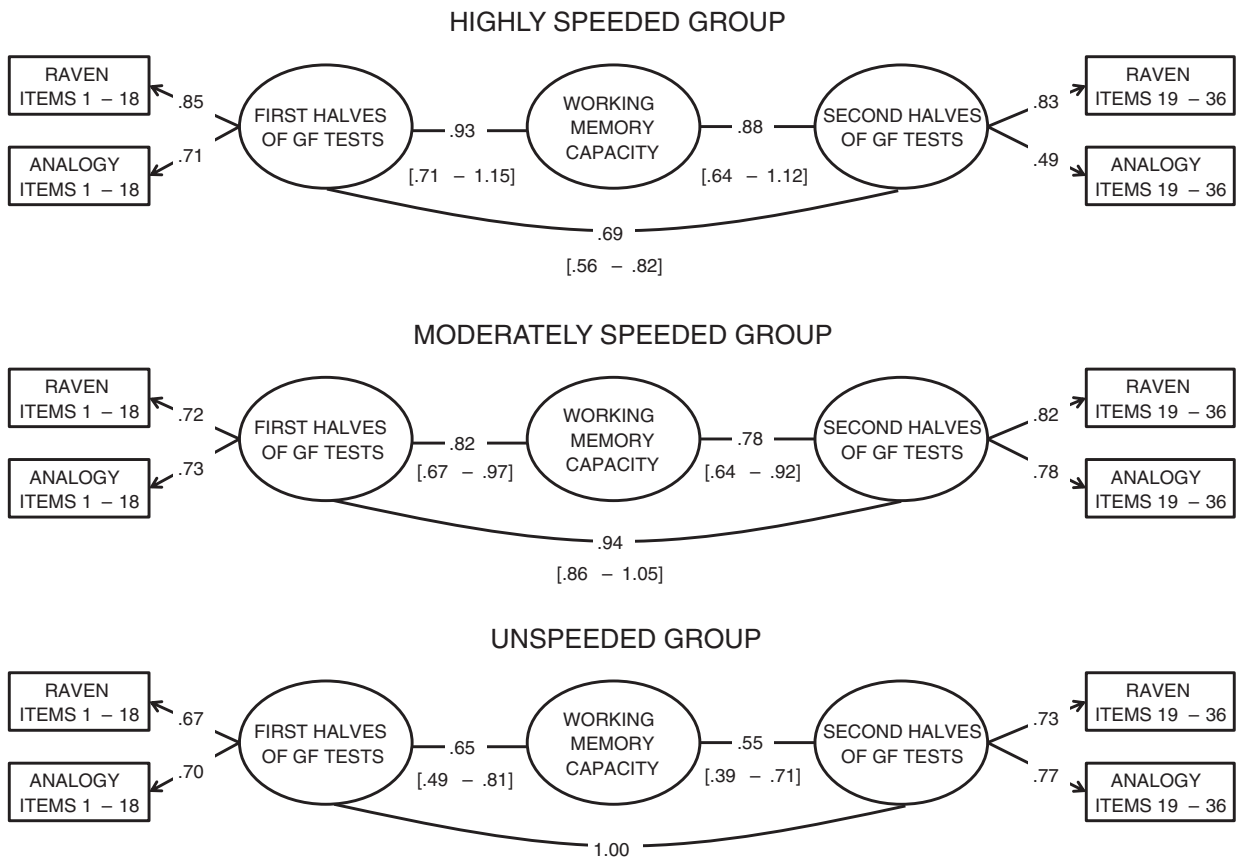 HIGHLY SPEEDED GROUP
RAVEN
ITEMS 1 – 18
ANALOGY
ITEMS 1 – 18
.85
.71
FIRST HALVES
OF GF TESTS
.93
[.71 – 1.15]
WORKING
MEMORY
CAPACITY
.88
[.64 – 1.12]
SECOND HALVES
OF GF TESTS
.83
.49
RAVEN
ITEMS 19 – 36
ANALOGY
ITEMS 19 – 36
.69
[.56 – .82]
MODERATELY SPEEDED GROUP
RAVEN
ITEMS 1 – 18
ANALOGY
ITEMS 1 – 18
.72
.73
FIRST HALVES
OF GF TESTS
.82
[.67 – .97]
WORKING
MEMORY
CAPACITY
.78
[.64 – .92]
SECOND HALVES
OF GF TESTS
.82
.78
RAVEN
ITEMS 19 – 36
ANALOGY
ITEMS 19 – 36
.94
[.86 – 1.05]
UNSPEEDED GROUP
RAVEN
ITEMS 1 – 18
ANALOGY
ITEMS 1 – 18
.67
.70
FIRST HALVES
OF GF TESTS
.65
[.49 – .81]
WORKING
MEMORY
CAPACITY
.55
[.39 – .71]
SECOND HALVES
OF GF TESTS
.73
.77
RAVEN
ITEMS 19 – 36
ANALOGY
ITEMS 19 – 36
1.00